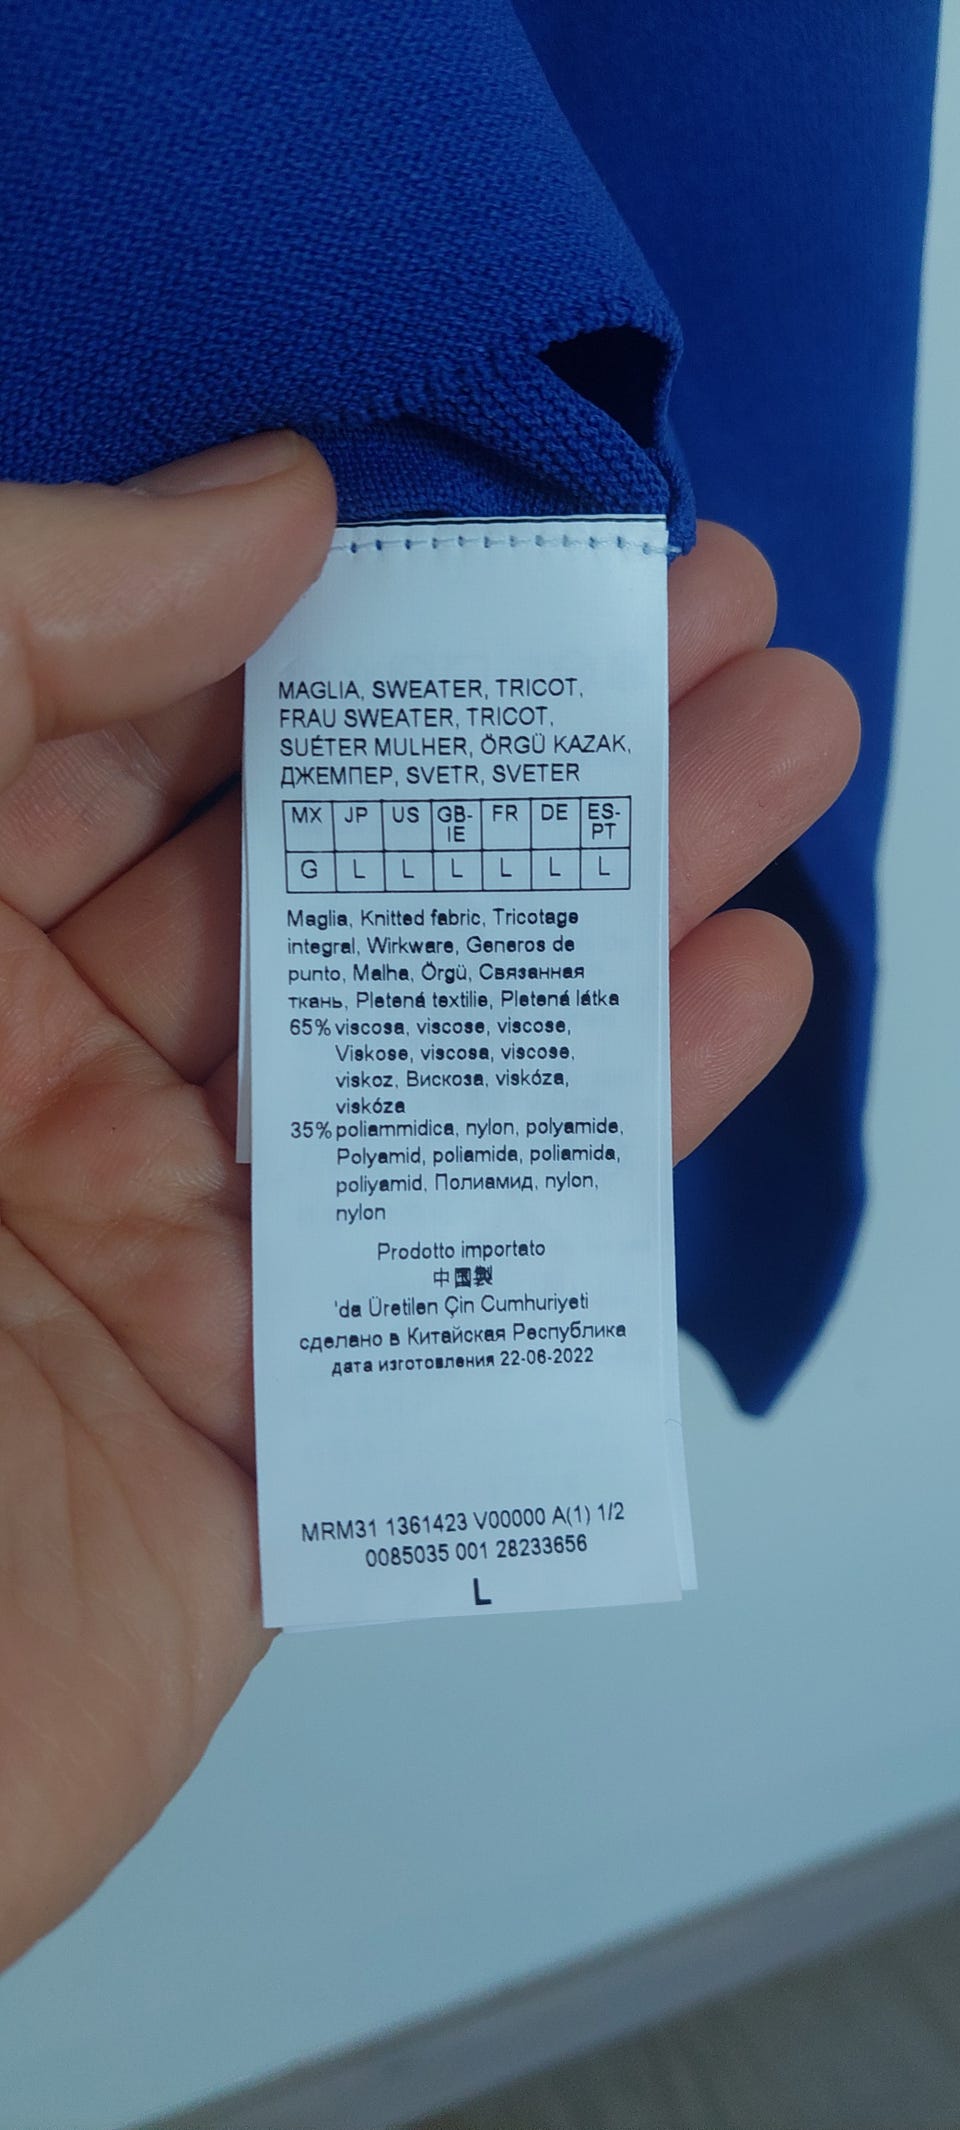 MAGLIA, SWEATER, TRICOT,
FRAU SWEATER, TRICOT,
SUÉTER MULHER, ÖRGÜ KAZAK,
ДЖЕМПЕР, SVETR, SVETER
MX JP US GB-IE FR DE ES-PT
G L L L L L L
Maglia, Knitted fabric, Tricotage
integral, Wirkware, Generos de
punto, Malha, Örgü, Связанная
ткань, Pletená textilie, Pletená látka
65% viscosa, viscose, viscose,
Viskose, viscosa, viscose,
viskoz, Вискоза, viskóza,
viskóza
35% poliammidica, nylon, polyamide,
Polyamid, poliamida, poliamida,
poliyamid, Полиамид, nylon,
nylon
Prodotto importato
中国製
'da Üretilen Çin Cumhuriyeti
сделано в Китайская Республика
дата изготовления 22-06-2022
MRM31 1361423 V00000 A(1) 1/2
0085035 001 28233656
L